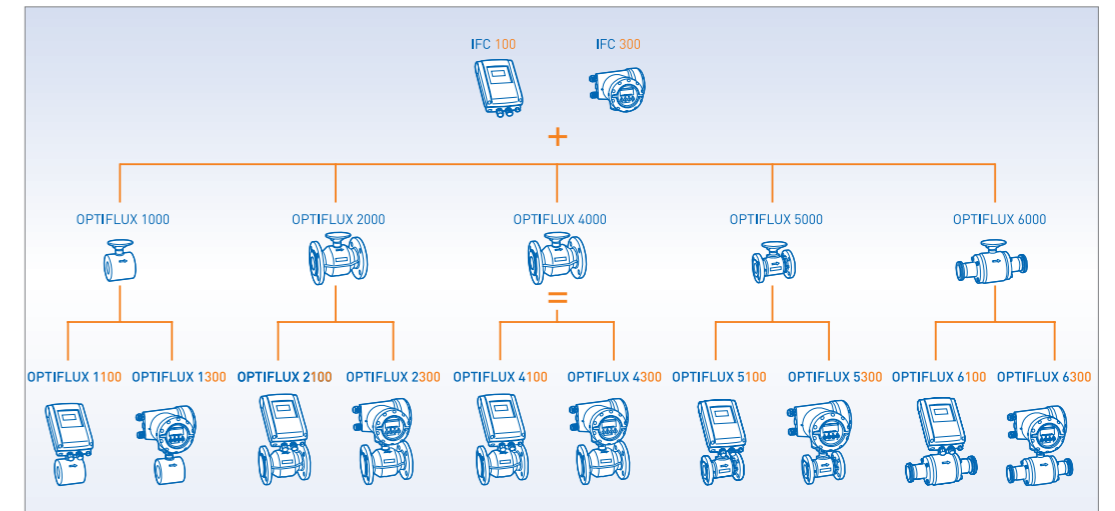 IFC 100 IFC 300
+
OPTIFLUX 1000 OPTIFLUX 2000 OPTIFLUX 4000 OPTIFLUX 5000 OPTIFLUX 6000
=
OPTIFLUX 1100 OPTIFLUX 1300 OPTIFLUX 2100 OPTIFLUX 2300 OPTIFLUX 4100 OPTIFLUX 4300 OPTIFLUX 5100 OPTIFLUX 5300 OPTIFLUX 6100 OPTIFLUX 6300